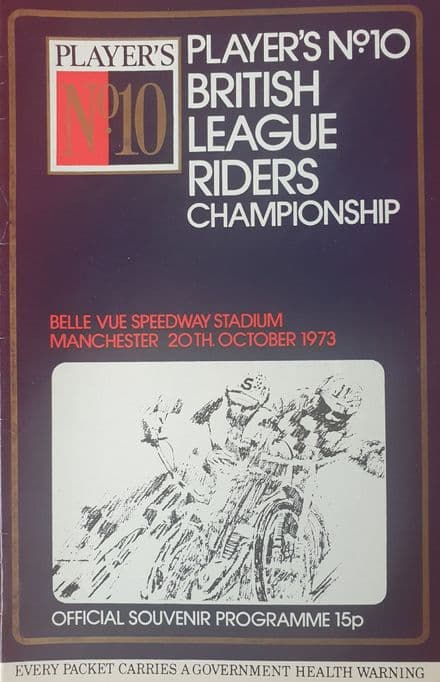 PLAYER'S
Nº10
PLAYER'S Nº10
BRITISH
LEAGUE
RIDERS
CHAMPIONSHIP
BELLE VUE SPEEDWAY STADIUM
MANCHESTER 20TH. OCTOBER 1973
S
OFFICIAL SOUVENIR PROGRAMME 15p
EVERY PACKET CARRIES A GOVERNMENT HEALTH WARNING